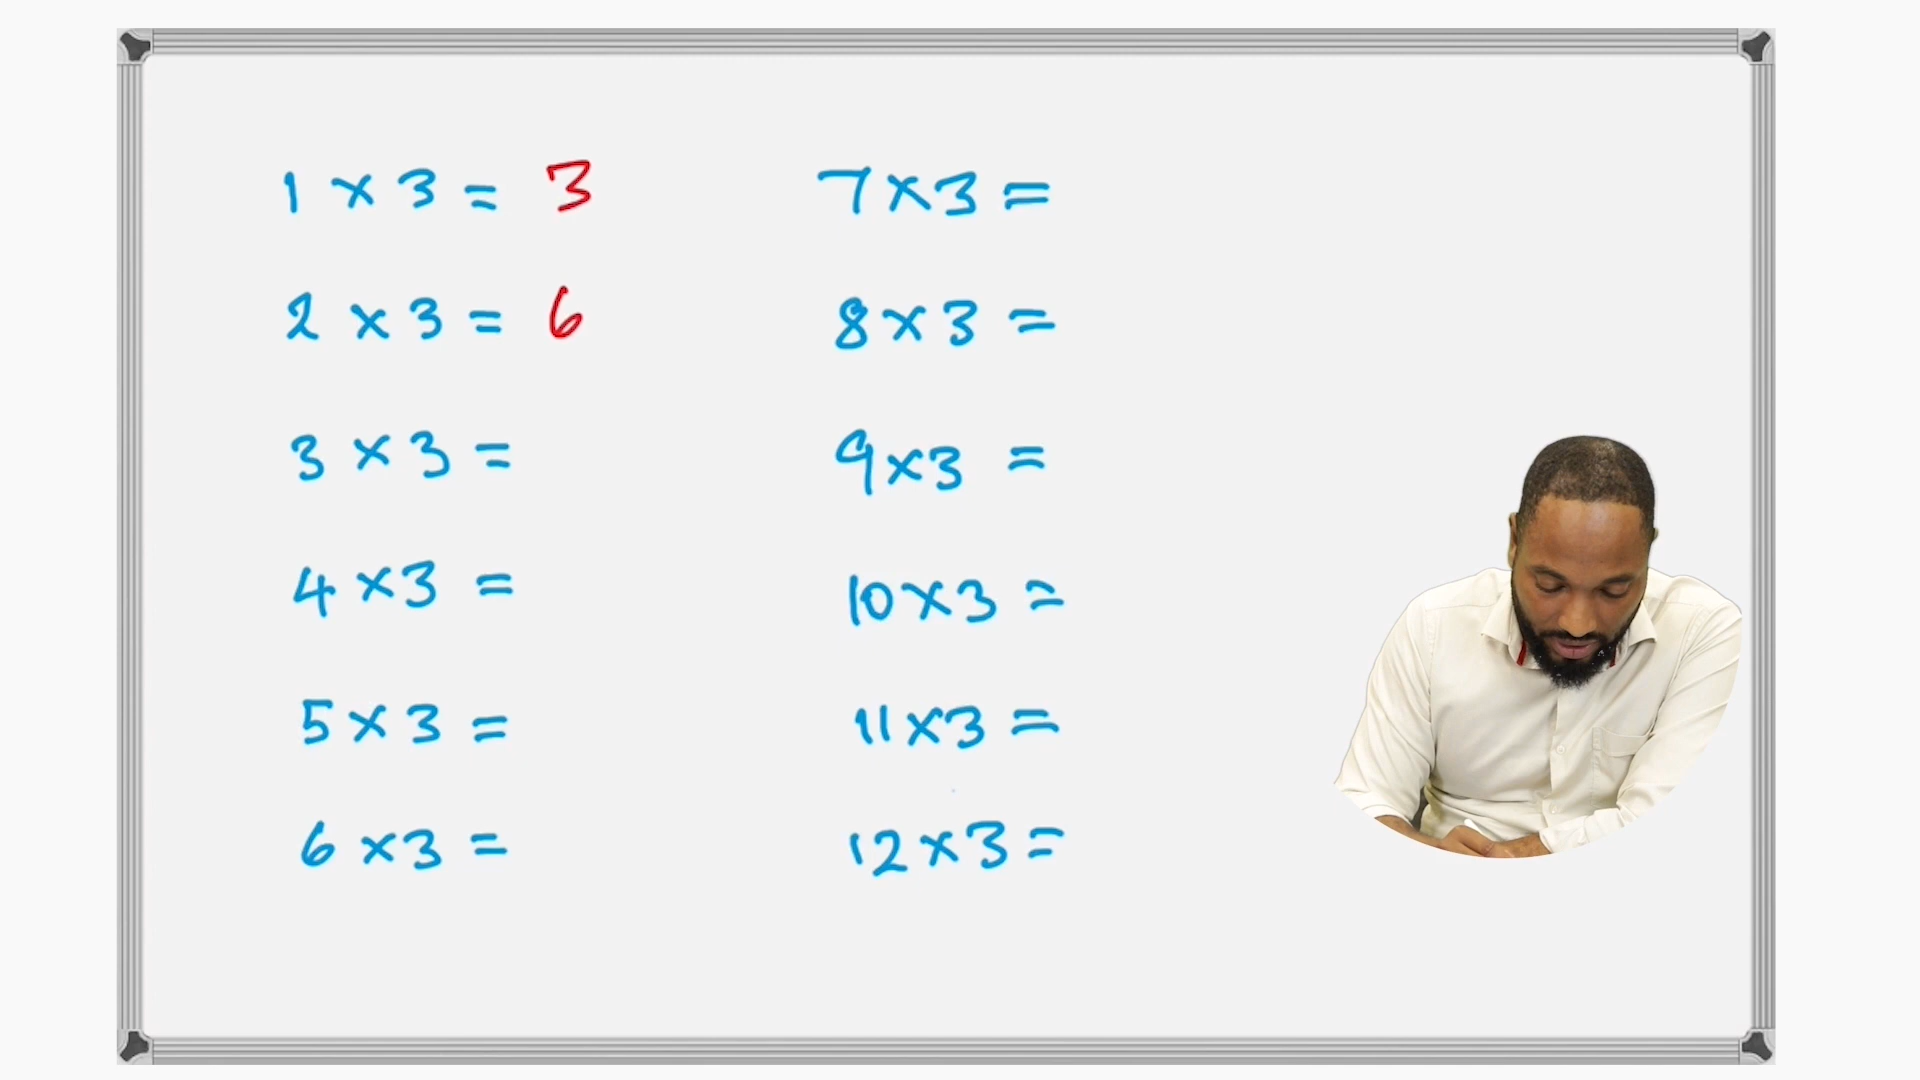 1 × 3 = 3
2 × 3 = 6
3 × 3 =
4 × 3 =
5 × 3 =
6 × 3 =
7 × 3 =
8 × 3 =
9 × 3 =
10 × 3 =
11 × 3 =
12 × 3 =